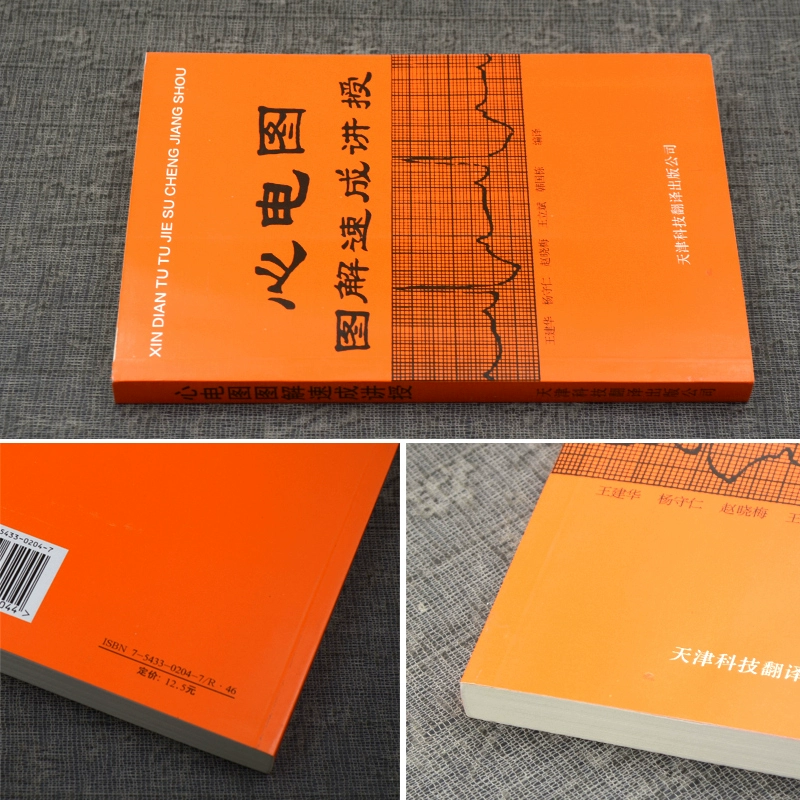 XIN DIAN TU TU JIE SU CHENG JIANG SHOU
心电图
图解速成讲授
王建华 杨守仁 赵晓梅 王立斌 韩国栋 编译
天津科技翻译出版公司
心电图图解速成讲授 天津科技翻译出版公司
5433-0204-7
044>
ISBN 7-5433-0204-7/R·46
定价: 12.5元
王建华 杨守仁 赵晓梅 王
天津科技翻译